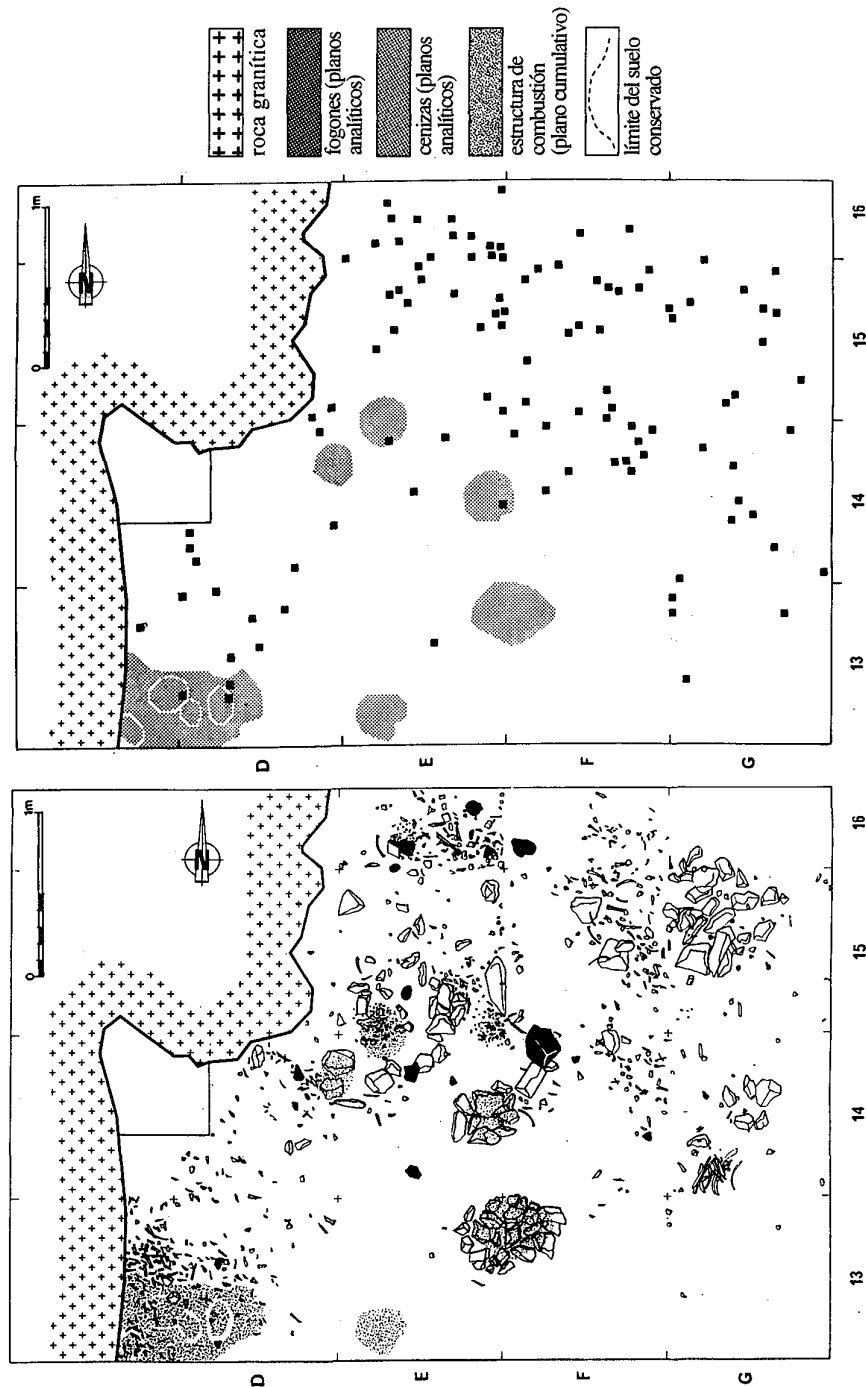 roca granítica
fogones (planos
analíticos)
cenizas (planos
analíticos)
estructura de
combustión
(plano cumulativo)
límite del suelo
conservado
0
1m
N
D
E
F
G
13
14
15
16
0
1m
N
D
E
F
G
13
14
15
16